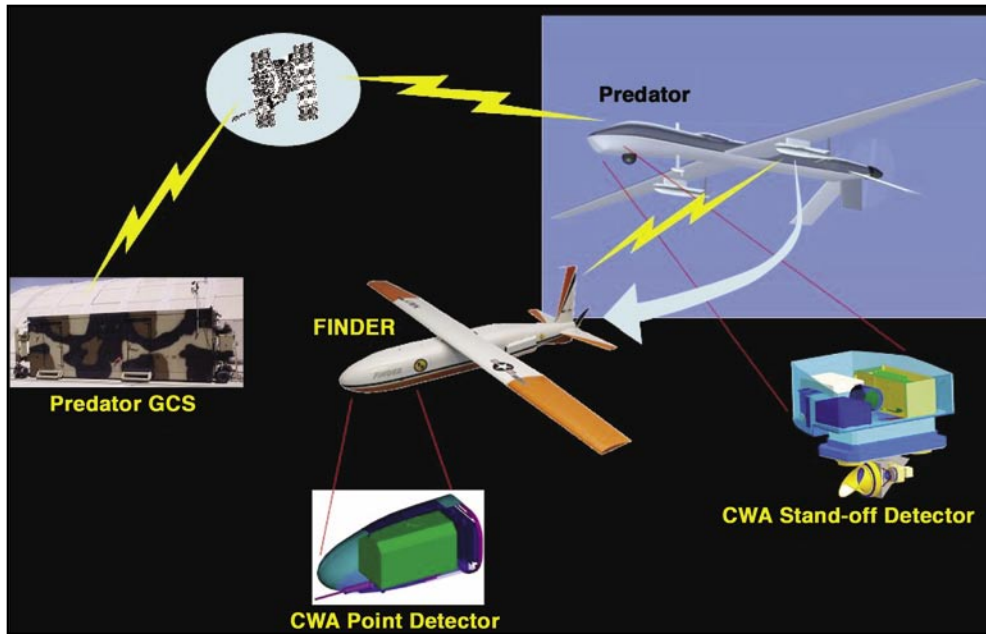 Predator
FINDER
Predator GCS
CWA Stand-off Detector
CWA Point Detector